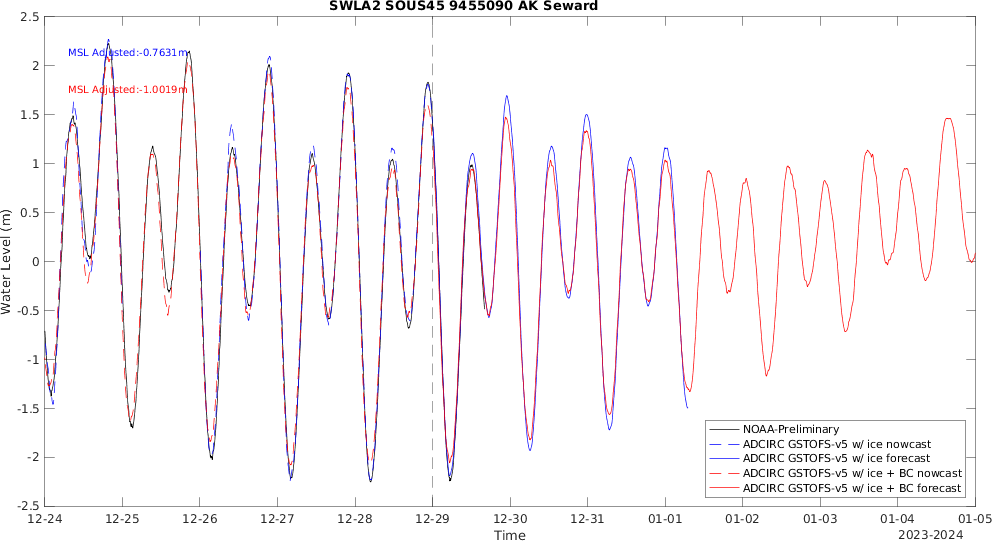 SWLA2 SOUS45 9455090 AK Seward
2.5
2
1.5
1
0.5
0
-0.5
-1
-1.5
-2
-2.5
Water Level (m)
MSL Adjusted:-0.7631m
MSL Adjusted:-1.0019m
NOAA-Preliminary
ADCIRC GSTOFS-v5 w/ ice nowcast
ADCIRC GSTOFS-v5 w/ ice forecast
ADCIRC GSTOFS-v5 w/ ice + BC nowcast
ADCIRC GSTOFS-v5 w/ ice + BC forecast
12-24 12-25 12-26 12-27 12-28 12-29 12-30 12-31 01-01 01-02 01-03 01-04 01-05
Time
2023-2024